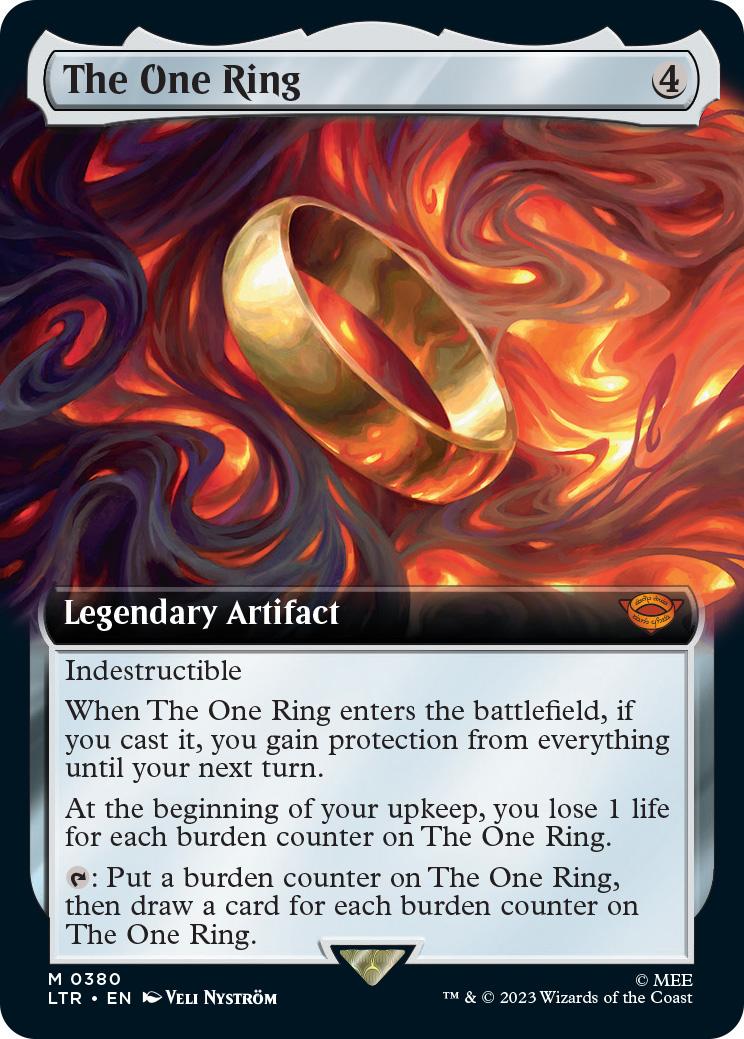 The One Ring 4
Legendary Artifact
Indestructible
When The One Ring enters the battlefield, if
you cast it, you gain protection from everything
until your next turn.
At the beginning of your upkeep, you lose 1 life
for each burden counter on The One Ring.
: Put a burden counter on The One Ring,
then draw a card for each burden counter on
The One Ring.
M 0380
LTR • EN Veli Nyström
© MEE
™ & © 2023 Wizards of the Coast